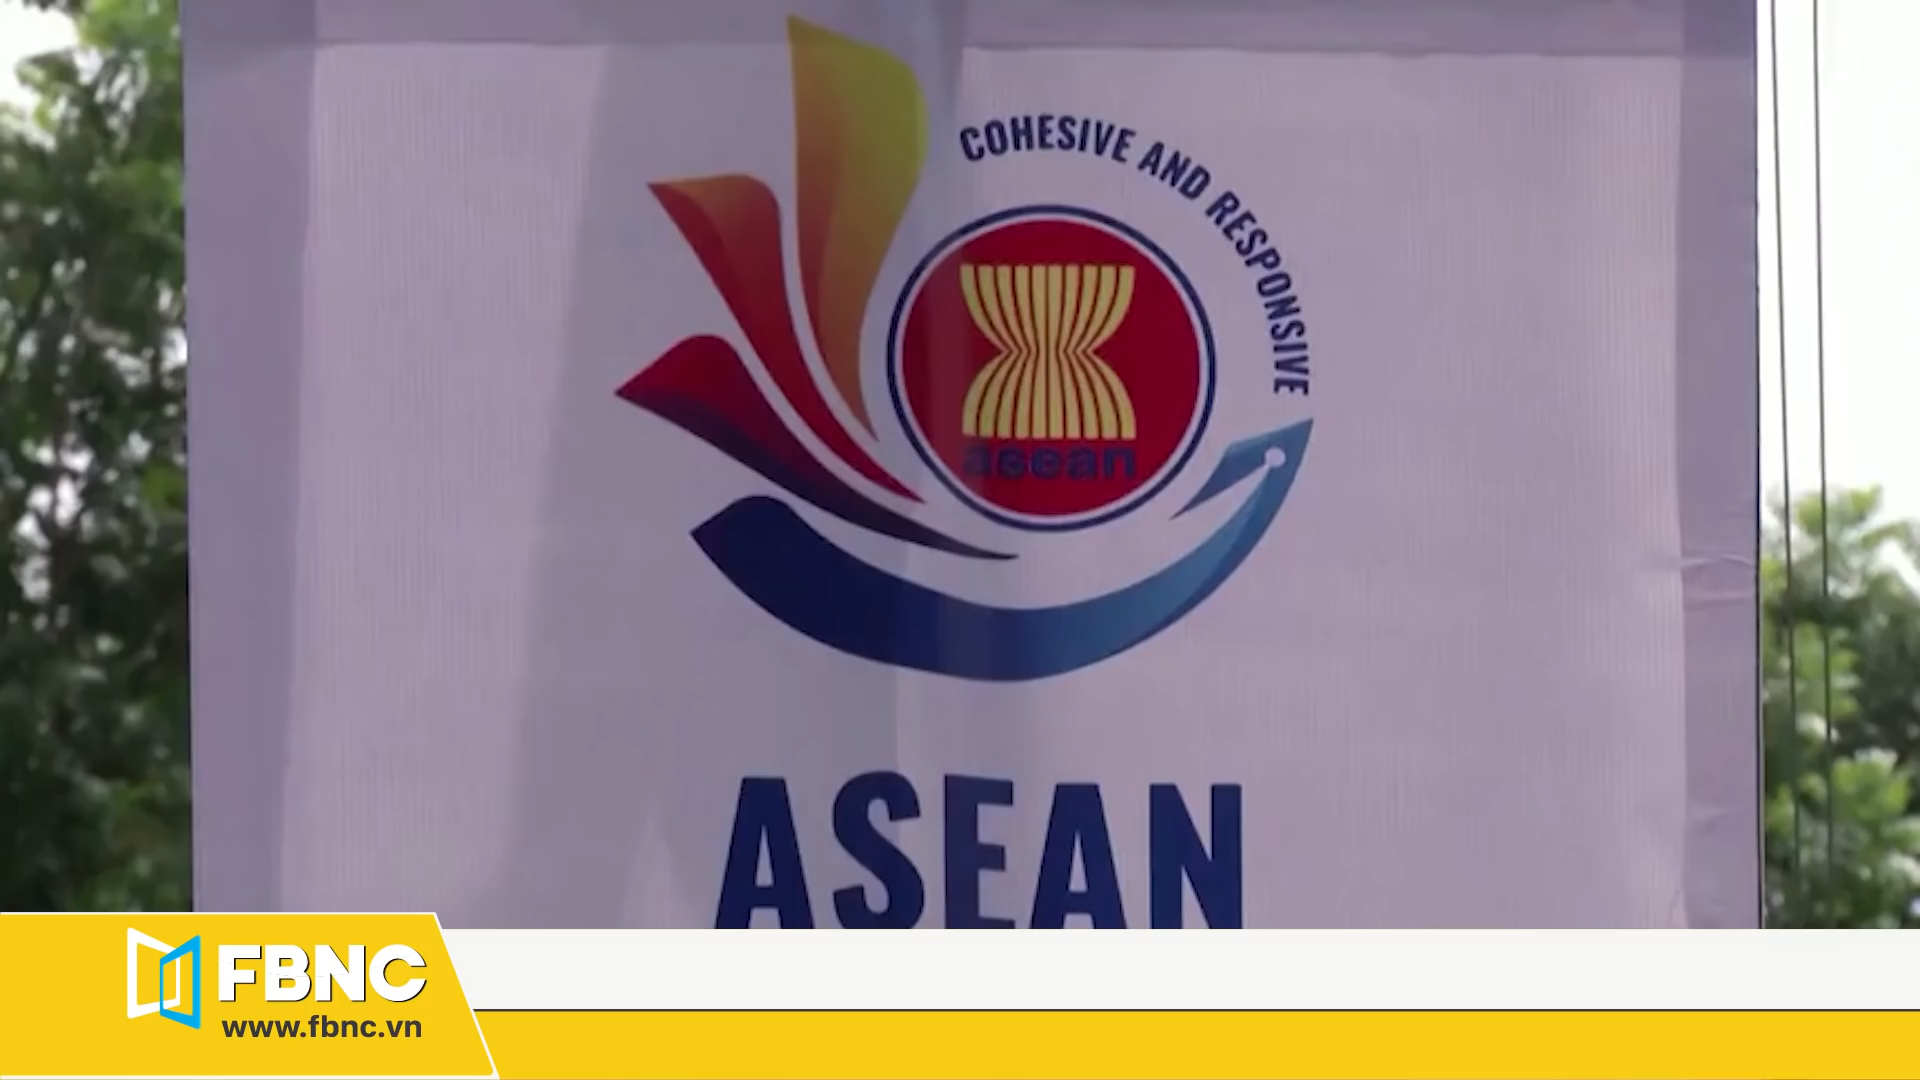 COHESIVE AND RESPONSIVE
asean
ASEAN
FBNC
www.fbnc.vn